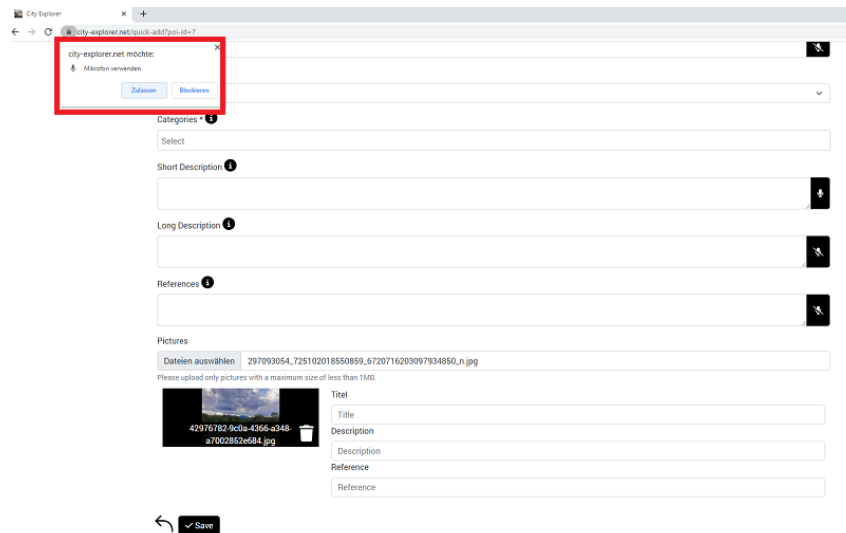 City Explorer
city-explorer.net/quick-add?poi-id=7
city-explorer.net möchte:
Mikrofon verwenden
Zulassen Blockieren
Categories *
Select
Short Description
Long Description
References
Pictures
Dateien auswählen 297093054_725102018550859_6720716203097934850_n.jpg
Please upload only pictures with a maximum size of less than 1MB.
Titel
Title
42976782-9c0a-4366-a348-
a7002852e684.jpg
Description
Description
Reference
Reference
Save